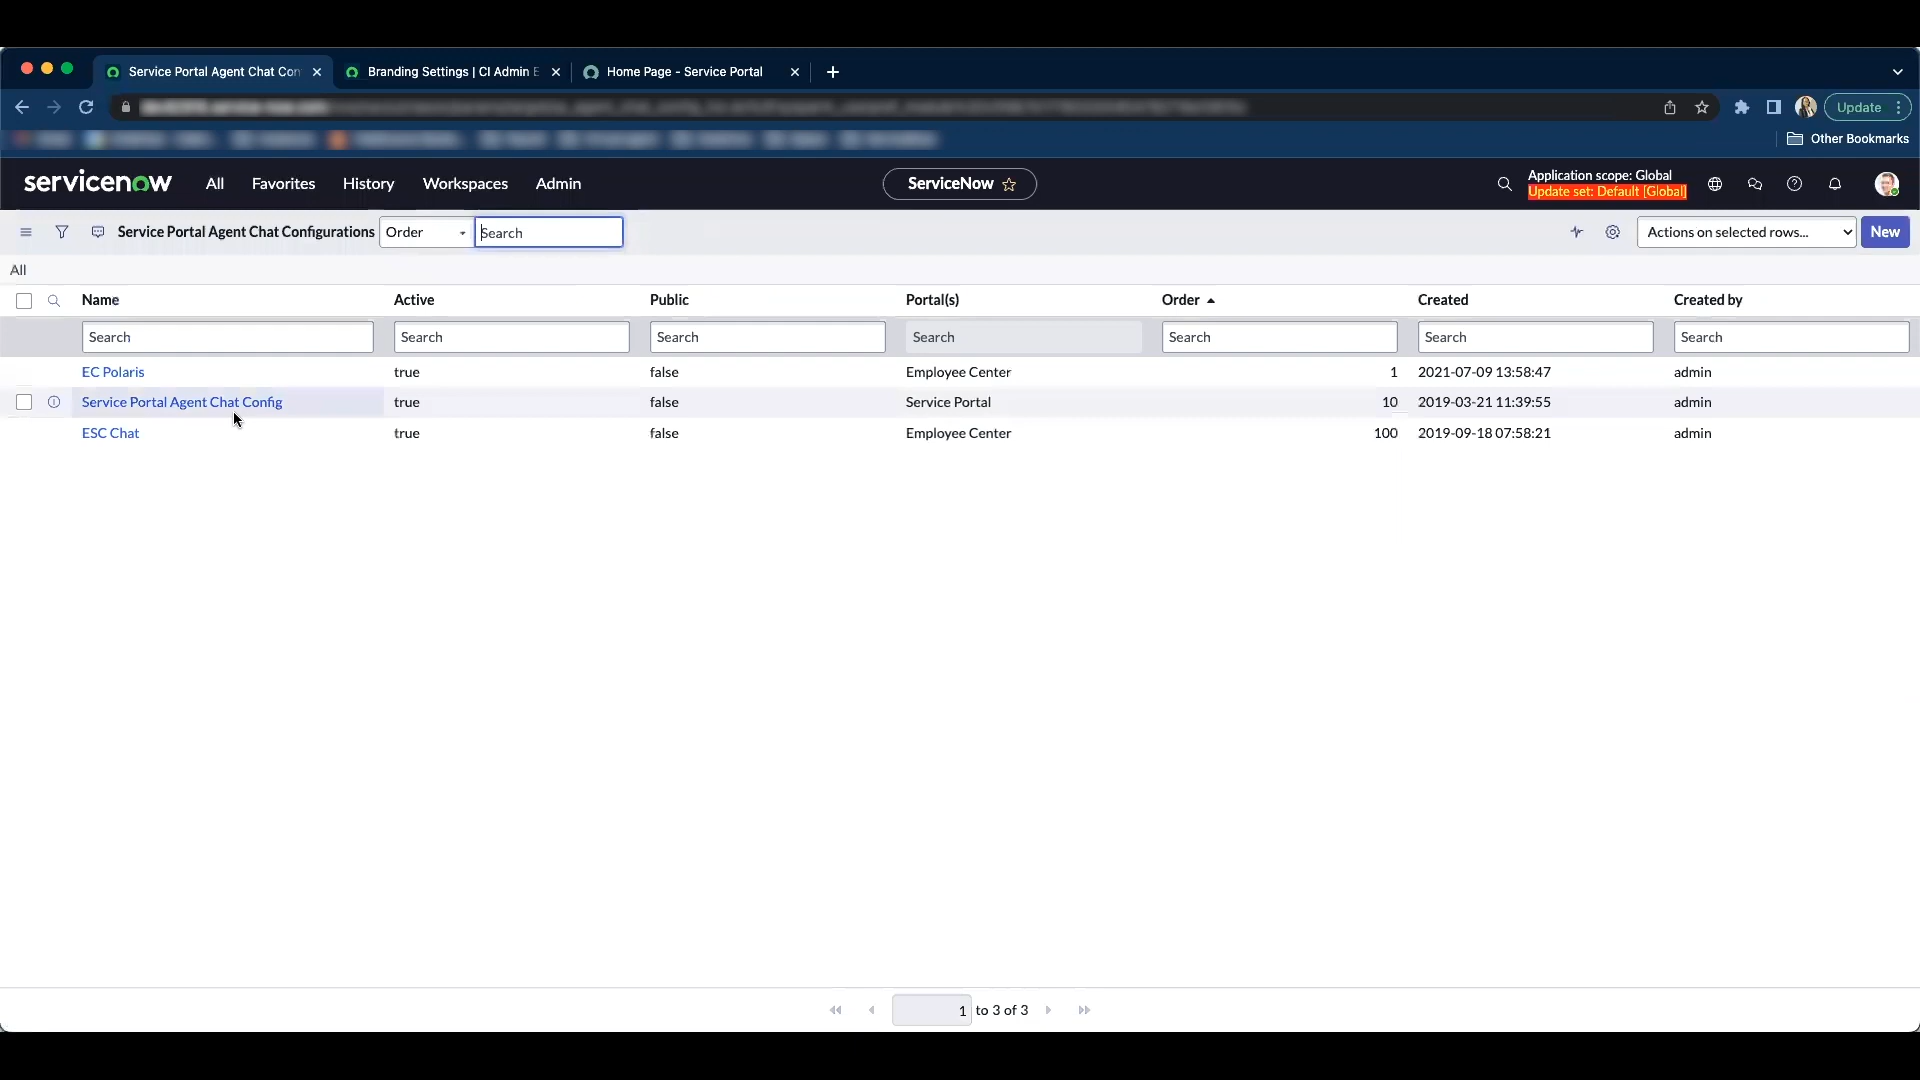 Service Portal Agent Chat Con
Branding Settings | CI Admin E
Home Page - Service Portal
Update
Other Bookmarks
servicenow
All
Favorites
History
Workspaces
Admin
ServiceNow
Application scope: Global
Update set: Default [Global]
Service Portal Agent Chat Configurations
Order
Search
Actions on selected rows...
New
All
Name Active Public Portal(s) Order Created Created by
Search Search Search Search Search Search Search
EC Polaris true false Employee Center 1 2021-07-09 13:58:47 admin
Service Portal Agent Chat Config true false Service Portal 10 2019-03-21 11:39:55 admin
ESC Chat true false Employee Center 100 2019-09-18 07:58:21 admin
1 to 3 of 3